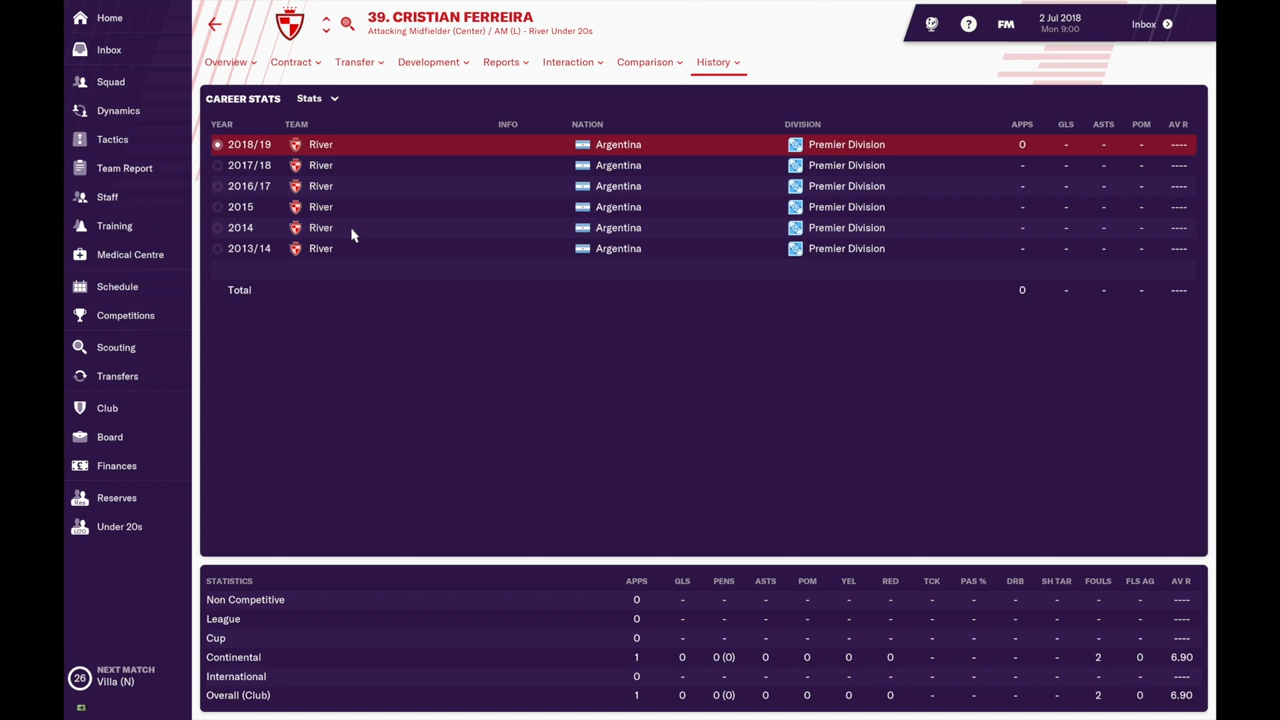 39. CRISTIAN FERREIRA
Attacking Midfielder (Center) / AM (L) - River Under 20s
? FM 2 Jul 2018
Mon 9:00
Inbox
Home
Inbox
Squad
Dynamics
Tactics
Team Report
Staff
Training
Medical Centre
Schedule
Competitions
Scouting
Transfers
Club
Board
Finances
Reserves
Under 20s
26 NEXT MATCH
Villa (N)
Overview Contract Transfer Development Reports Interaction Comparison History
CAREER STATS Stats
YEAR TEAM INFO NATION DIVISION APPS GLS ASTS POM AV R
2018/19 River Argentina Premier Division 0 - - - ----
2017/18 River Argentina Premier Division - - - - ----
2016/17 River Argentina Premier Division - - - - ----
2015 River Argentina Premier Division - - - - ----
2014 River Argentina Premier Division - - - - ----
2013/14 River Argentina Premier Division - - - - ----
Total 0 - - - ----
STATISTICS APPS GLS PENS ASTS POM YEL RED TCK PAS % DRB SH TAR FOULS FLS AG AV R
Non Competitive 0 - - - - - - - - - - - - ----
League 0 - - - - - - - - - - - - ----
Cup 0 - - - - - - - - - - - - ----
Continental 1 0 0 (0) 0 0 0 0 - - - - 2 0 6.90
International 0 - - - - - - - - - - - - ----
Overall (Club) 1 0 0 (0) 0 0 0 0 - - - - 2 0 6.90